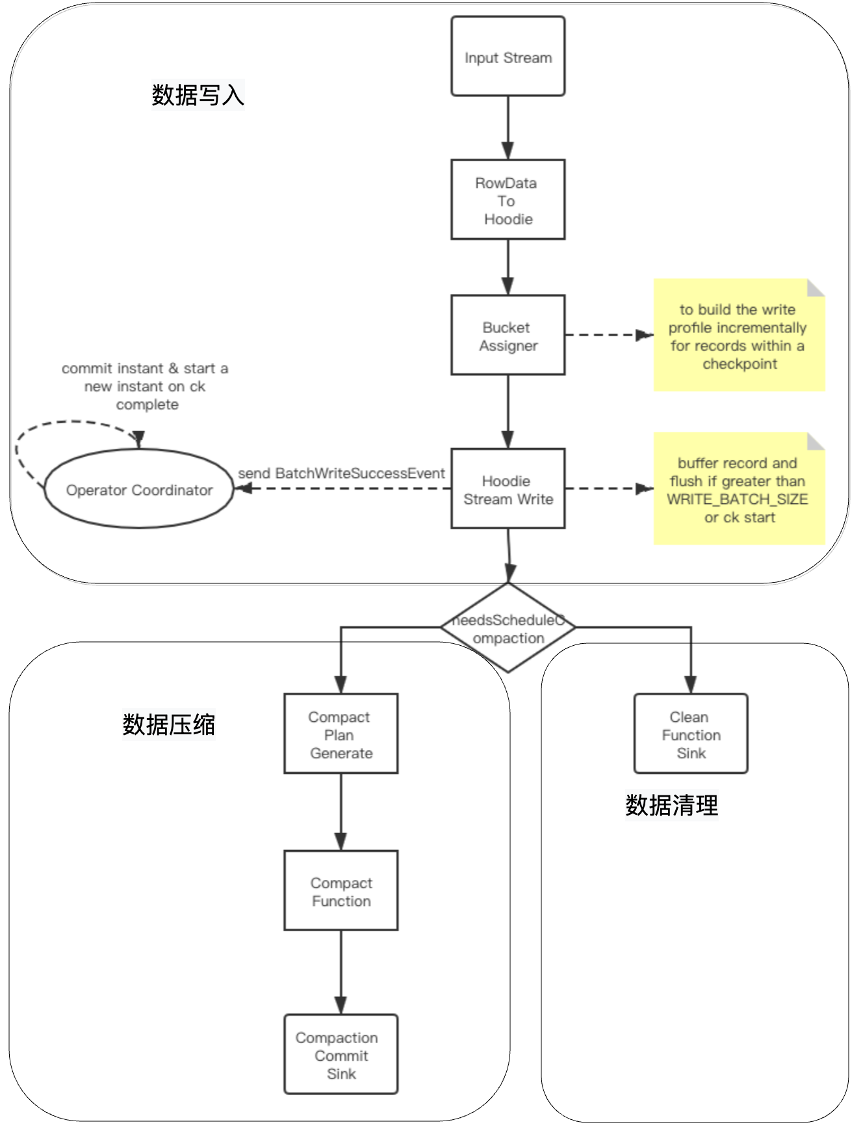 Input Stream
数据写入
RowData
To
Hoodie
Bucket
Assigner
to build the write
profile incrementally
for records within a
checkpoint
commit instant & start a
new instant on ck
complete
Operator Coordinator
send BatchWriteSuccessEvent
Hoodie
Stream Write
buffer record and
flush if greater than
WRITE_BATCH_SIZE
or ck start
needsScheduleC
ompaction
数据压缩
Compact
Plan
Generate
Clean
Function
Sink
数据清理
Compact
Function
Compaction
Commit
Sink